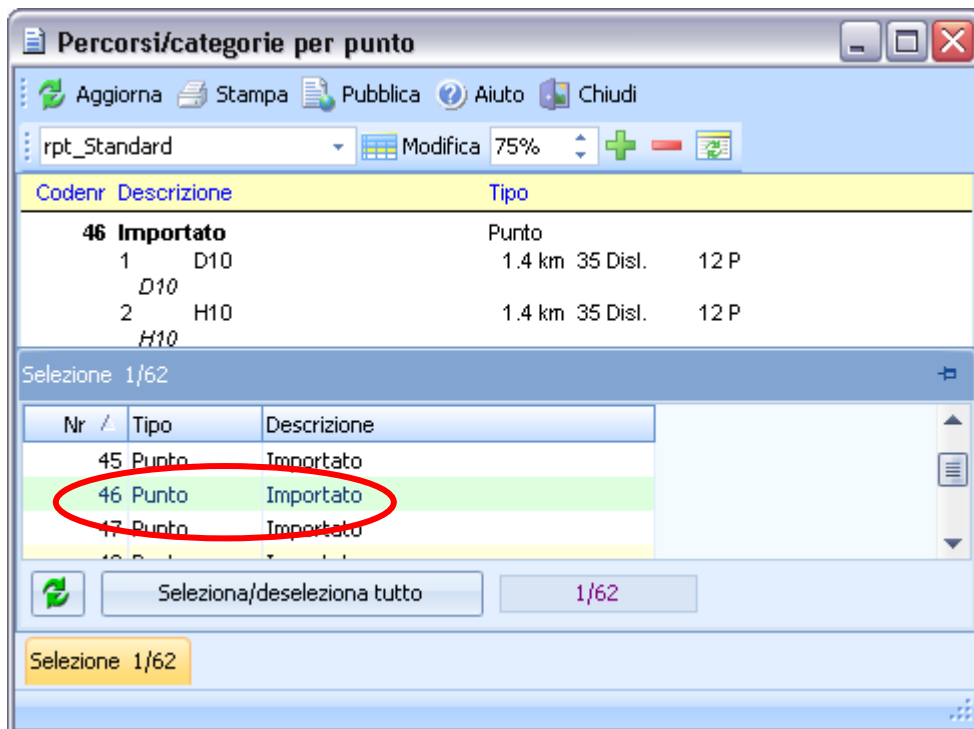 Percorsi/categorie per punto
Aggiorna Stampa Pubblica Aiuto Chiudi
rpt_Standard Modifica 75%
Codenr Descrizione Tipo
46 Importato Punto
1 D10 1.4 km 35 Disl. 12 P
D10
2 H10 1.4 km 35 Disl. 12 P
H10
Selezione 1/62
Nr Tipo Descrizione
45 Punto Importato
46 Punto Importato
47 Punto Importato
Seleziona/deseleziona tutto 1/62
Selezione 1/62